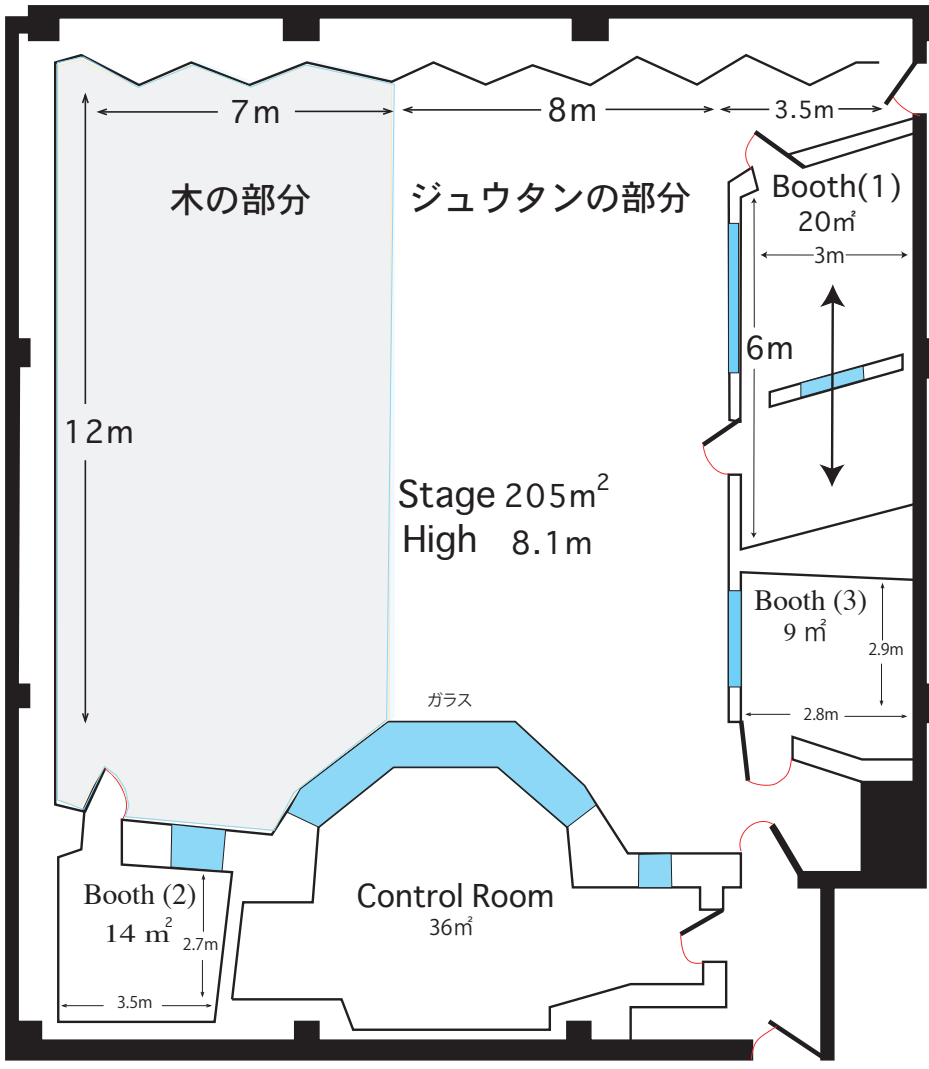 7m
8m
3.5m
木の部分
ジュウタンの部分
Booth(1)
20㎡
3m
6m
12m
Stage 205m²
High 8.1m
Booth (3)
9 ㎡
2.9m
2.8m
ガラス
Booth (2)
14 m²
2.7m
3.5m
Control Room
36㎡